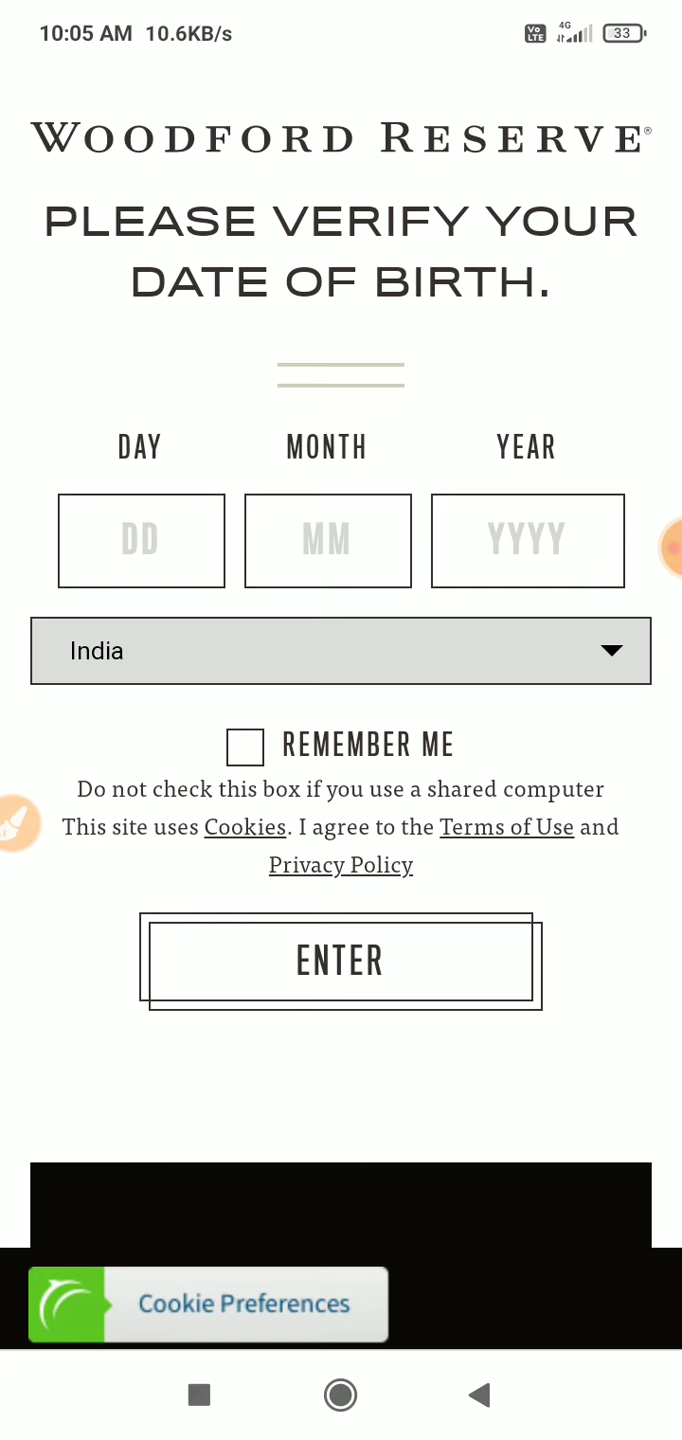 10:05 AM 10.6KB/s Vo LTE 4G 33
WOODFORD RESERVE®
PLEASE VERIFY YOUR
DATE OF BIRTH.
DAY MONTH YEAR
DD MM YYYY
India
REMEMBER ME
Do not check this box if you use a shared computer
This site uses Cookies. I agree to the Terms of Use and
Privacy Policy
ENTER
Cookie Preferences